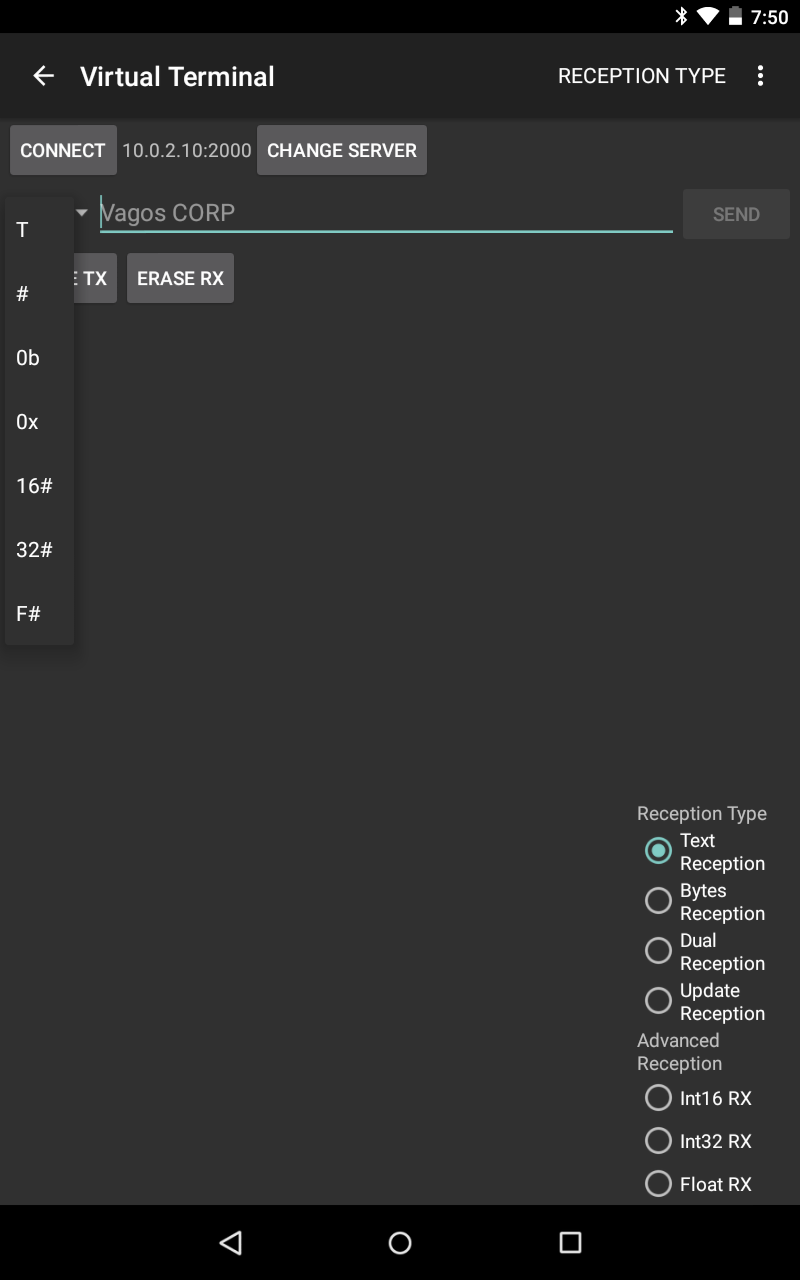 7:50
Virtual Terminal RECEPTION TYPE
CONNECT 10.0.2.10:2000 CHANGE SERVER
Vagos CORP SEND
TX ERASE RX
T
#
0b
0x
16#
32#
F#
Reception Type
Text
Reception
Bytes
Reception
Dual
Reception
Update
Reception
Advanced
Reception
Int16 RX
Int32 RX
Float RX